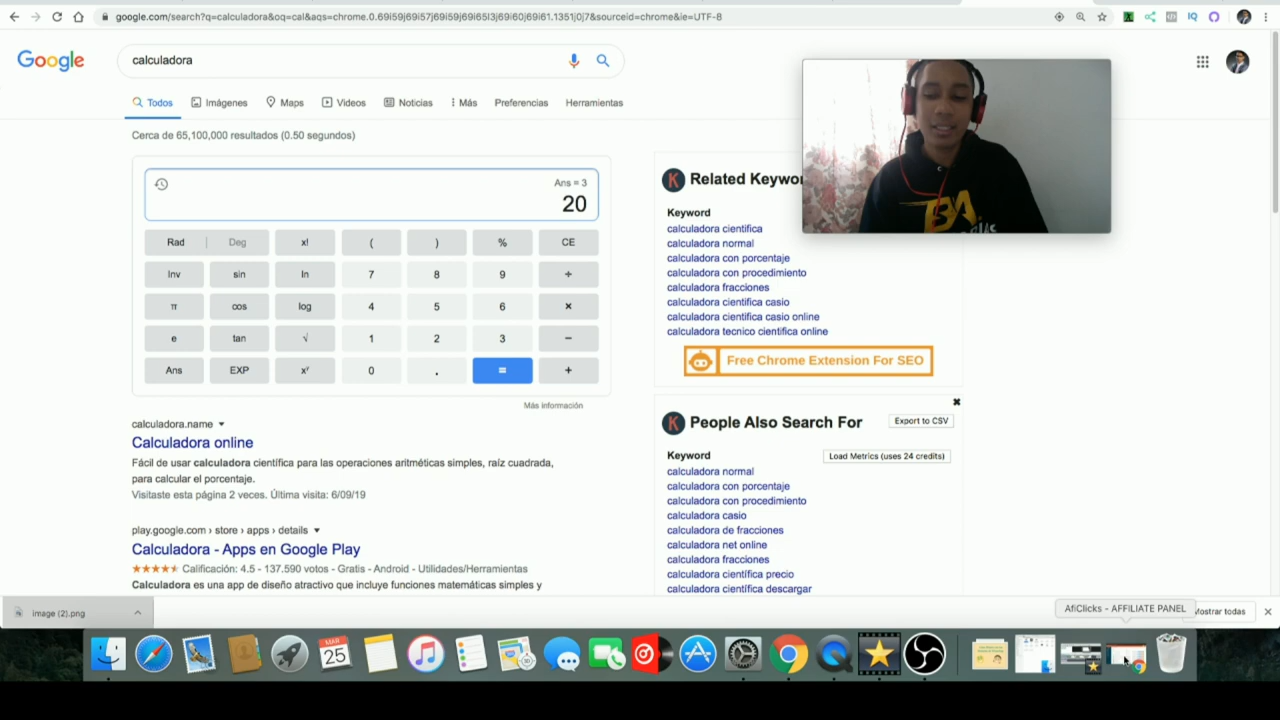 google.com/search?q=calculadora&oq=cal&aqs=chrome.0.69i59j69i57j69i59j69i65l3j69i60j69i61.1351j0j7&sourceid=chrome&ie=UTF-8
Google
calculadora
Todos Imágenes Maps Videos Noticias Más Preferencias Herramientas
Cerca de 65,100,000 resultados (0.50 segundos)
Ans = 3
20
Rad Deg x! ( ) % CE
Inv sin ln 7 8 9 ÷
π cos log 4 5 6 ×
e tan √ 1 2 3 −
Ans EXP xʸ 0 . = +
Más información
calculadora.name
Calculadora online
Fácil de usar calculadora científica para las operaciones aritméticas simples, raíz cuadrada,
para calcular el porcentaje.
Visitaste esta página 2 veces. Última visita: 6/09/19
play.google.com › store › apps › details
Calculadora - Apps en Google Play
Calificación: 4.5 - 137.590 votos - Gratis - Android - Utilidades/Herramientas
Calculadora es una app de diseño atractivo que incluye funciones matemáticas simples y
K Related Keywor
Keyword
calculadora cientifica
calculadora normal
calculadora con porcentaje
calculadora con procedimiento
calculadora fracciones
calculadora cientifica casio
calculadora cientifica casio online
calculadora tecnico cientifica online
Free Chrome Extension For SEO
K People Also Search For
Export to CSV
Keyword
Load Metrics (uses 24 credits)
calculadora normal
calculadora con porcentaje
calculadora con procedimiento
calculadora casio
calculadora de fracciones
calculadora net online
calculadora fracciones
calculadora científica precio
calculadora científica descargar
BA
IQ
image (2).png
AfiClicks - AFFILIATE PANEL
Mostrar todas
MAR
25